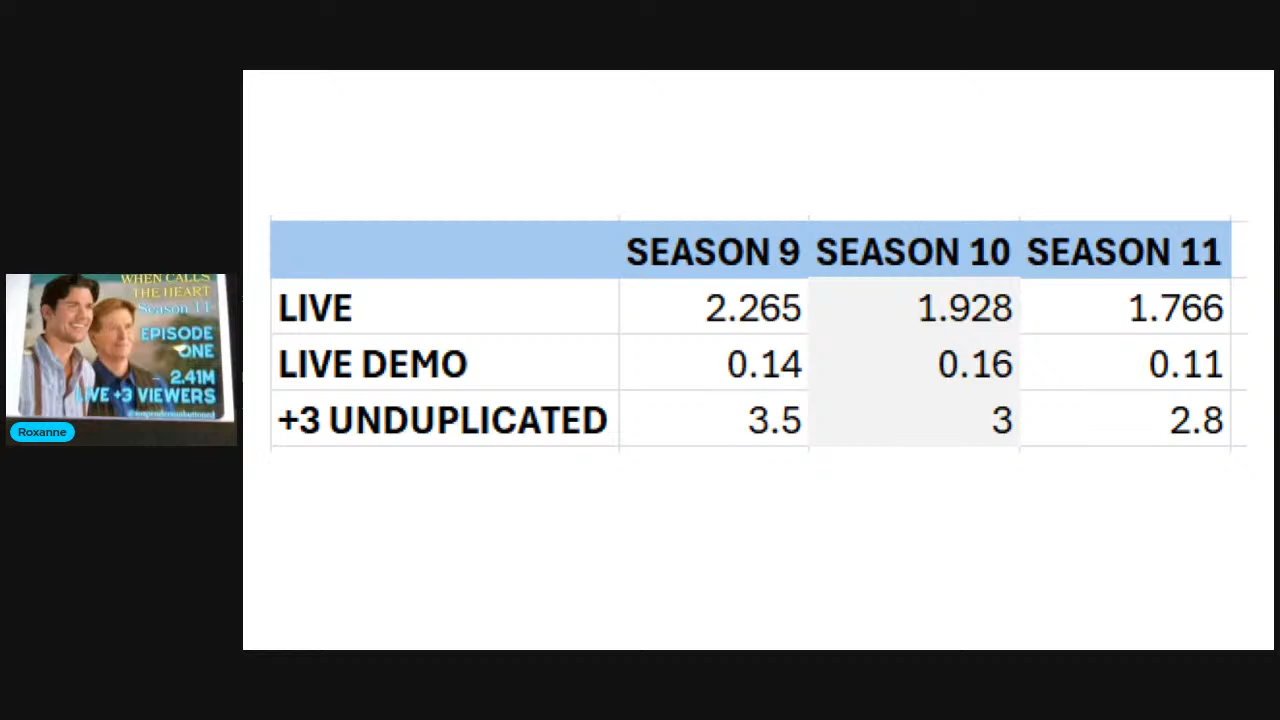 WHEN CALLS
THE HEART
Season 11
EPISODE
ONE
2.41M
LIVE +3 VIEWERS
Roxanne
SEASON 9 SEASON 10 SEASON 11
LIVE 2.265 1.928 1.766
LIVE DEMO 0.14 0.16 0.11
+3 UNDUPLICATED 3.5 3 2.8